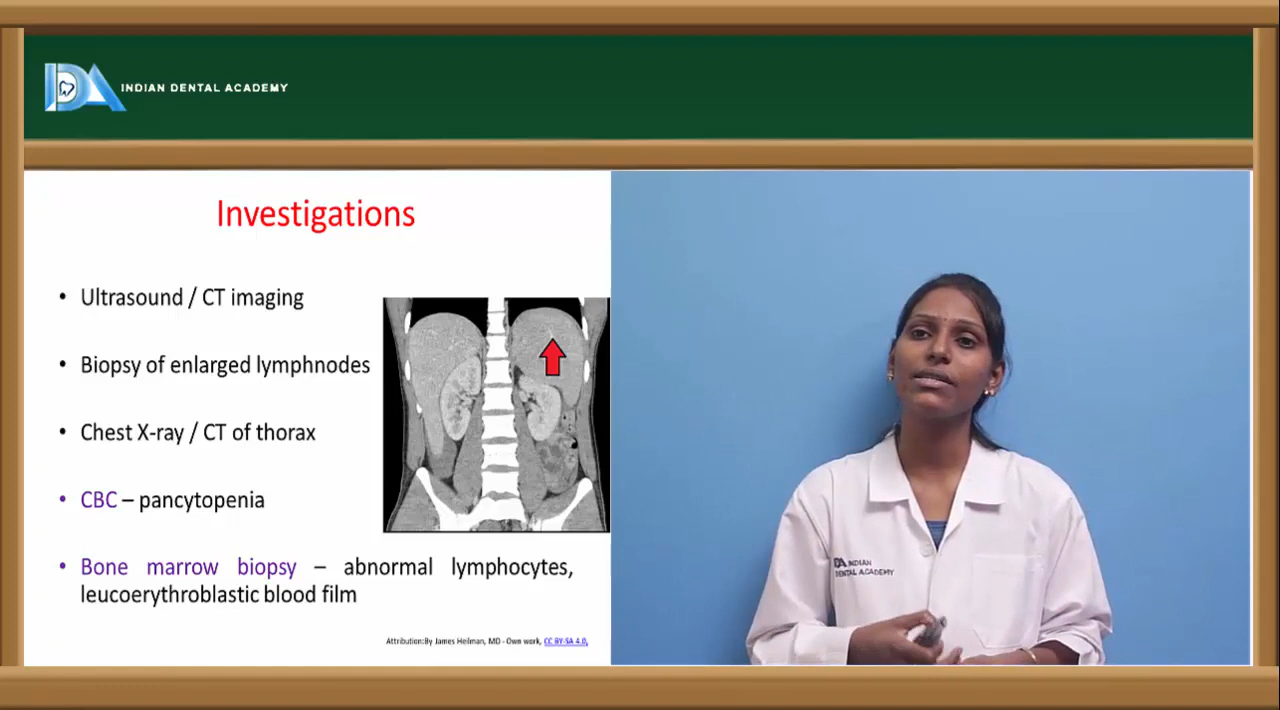 IDA INDIAN DENTAL ACADEMY
Investigations
• Ultrasound / CT imaging
• Biopsy of enlarged lymphnodes
• Chest X-ray / CT of thorax
• CBC – pancytopenia
• Bone marrow biopsy – abnormal lymphocytes,
leucoerythroblastic blood film
Attribution:By James Heilman, MD - Own work, CC BY-SA 4.0,
IDA INDIAN
DENTAL ACADEMY